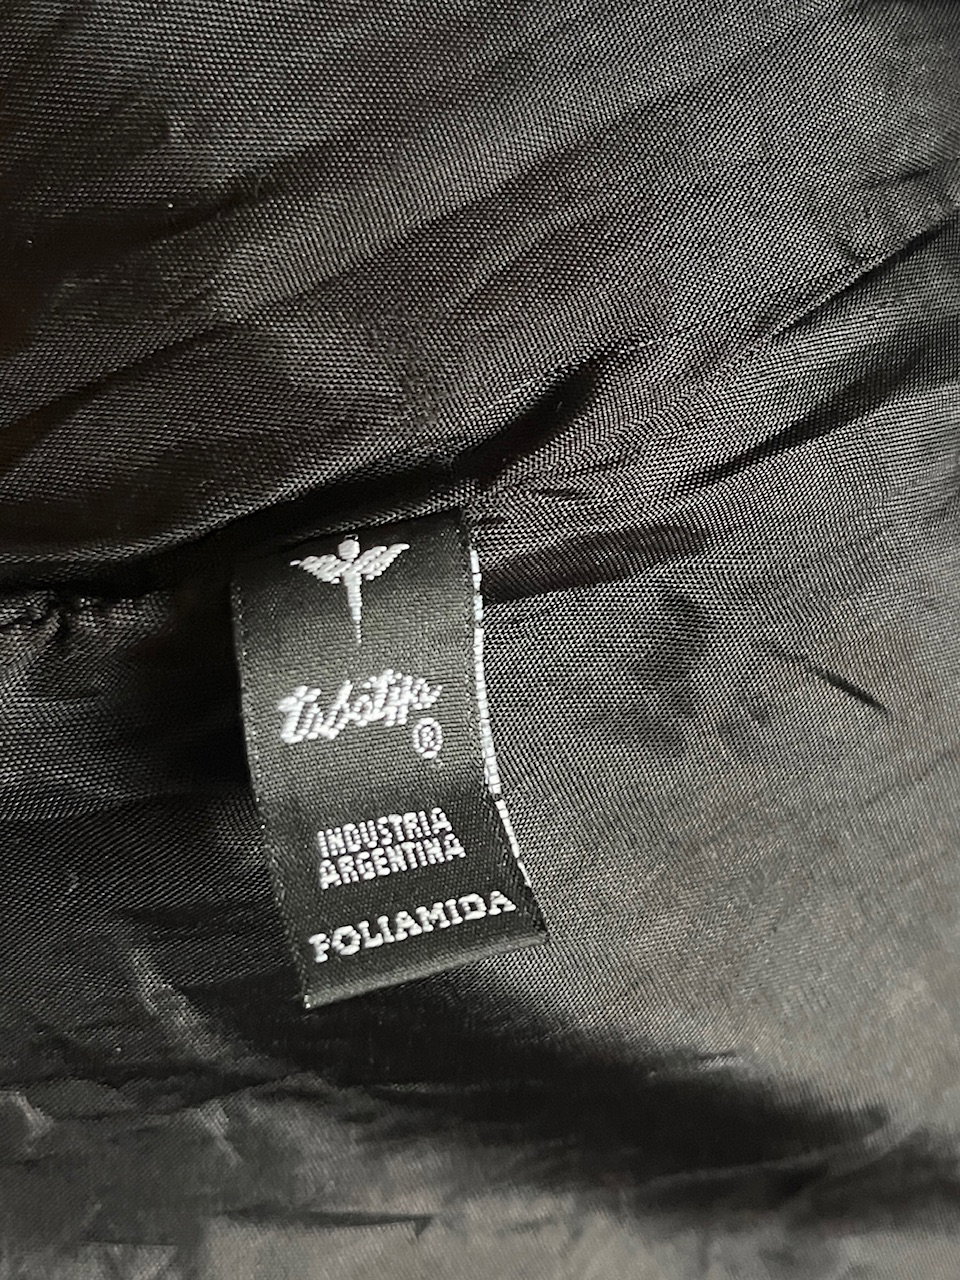 ®
INDUSTRIA
ARGENTINA
POLIAMIDA